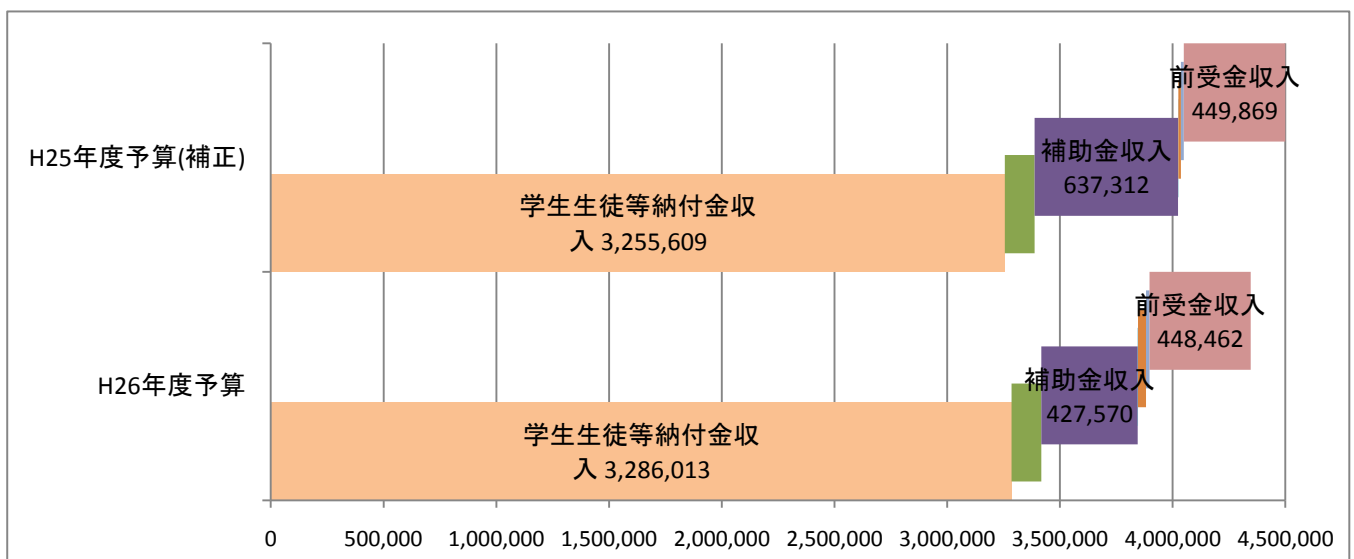 前受金収入
449,869
H25年度予算(補正)
補助金収入
637,312
学生生徒等納付金収
入 3,255,609
前受金収入
448,462
H26年度予算
補助金収入
427,570
学生生徒等納付金収
入 3,286,013
0 500,000 1,000,000 1,500,000 2,000,000 2,500,000 3,000,000 3,500,000 4,000,000 4,500,000